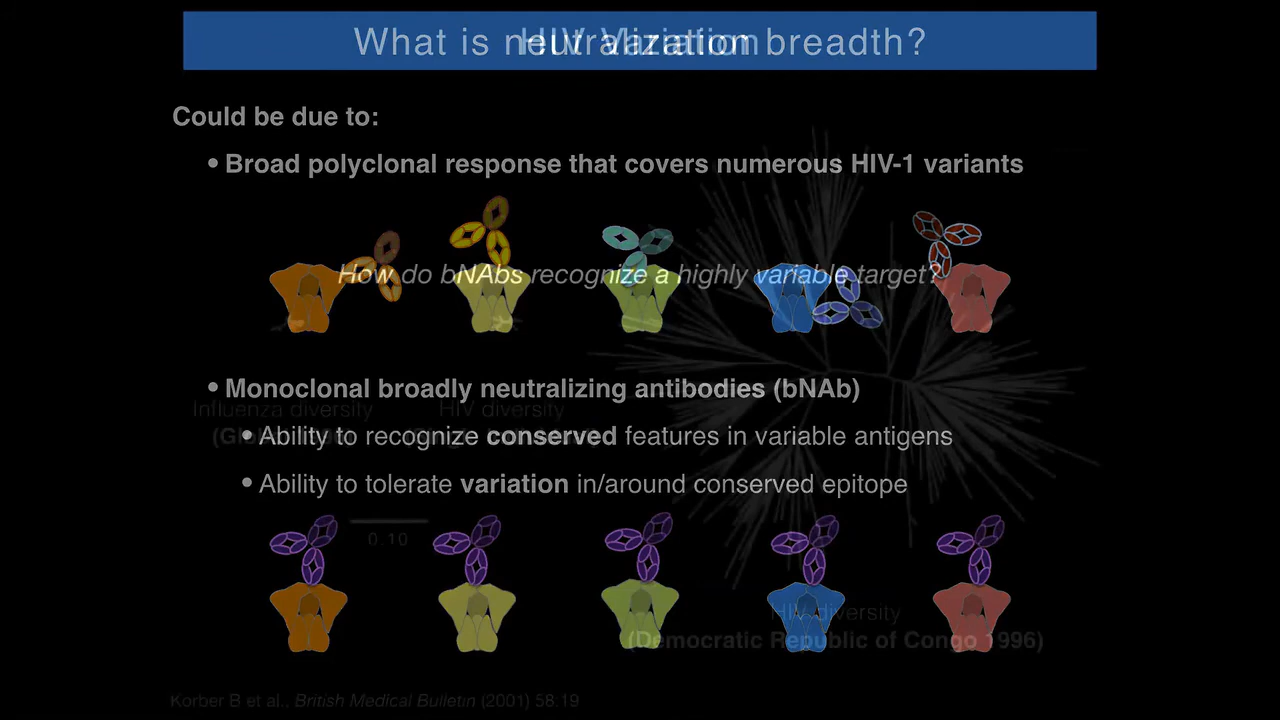 What is neutralization breadth?
HIV Variation
Could be due to:
• Broad polyclonal response that covers numerous HIV-1 variants
How do bNAbs recognize a highly variable target?
• Monoclonal broadly neutralizing antibodies (bNAb)
Influenza diversity
HIV diversity
• Ability to recognize conserved features in variable antigens
• Ability to tolerate variation in/around conserved epitope
0.10
HIV diversity
(Democratic Republic of Congo 1996)
Korber B et al., British Medical Bulletin (2001) 58:19